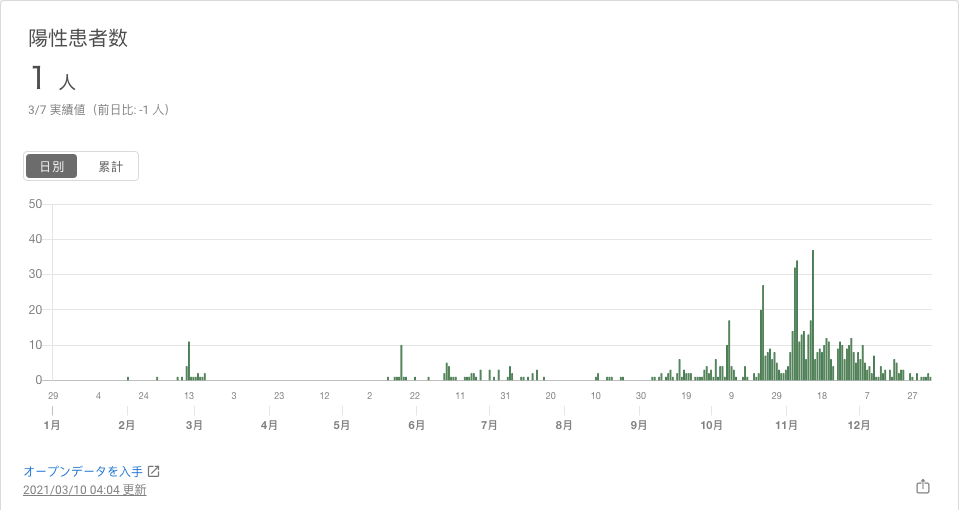 陽性患者数
1 人
3/7 実績値（前日比: -1 人）
日別 累計
50
40
30
20
10
0
29 4 24 13 3 23 12 2 22 11 31 20 10 30 19 9 29 18 7 27
1月 2月 3月 4月 5月 6月 7月 8月 9月 10月 11月 12月
オープンデータを入手
2021/03/10 04:04 更新